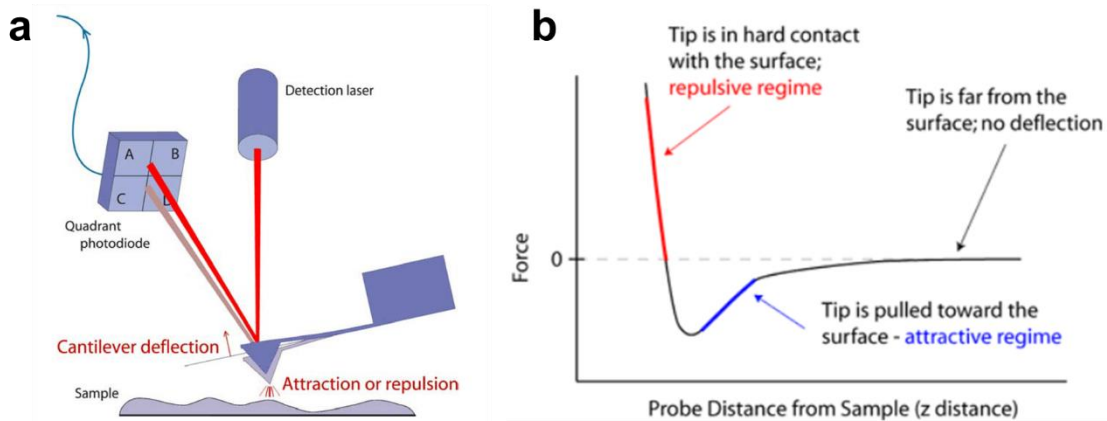 a
Detection laser
A
B
C
D
Quadrant
photodiode
Cantilever deflection
Attraction or repulsion
Sample
b
Tip is in hard contact
with the surface;
repulsive regime
Tip is far from the
surface; no deflection
0
Force
Tip is pulled toward the
surface - attractive regime
Probe Distance from Sample (z distance)